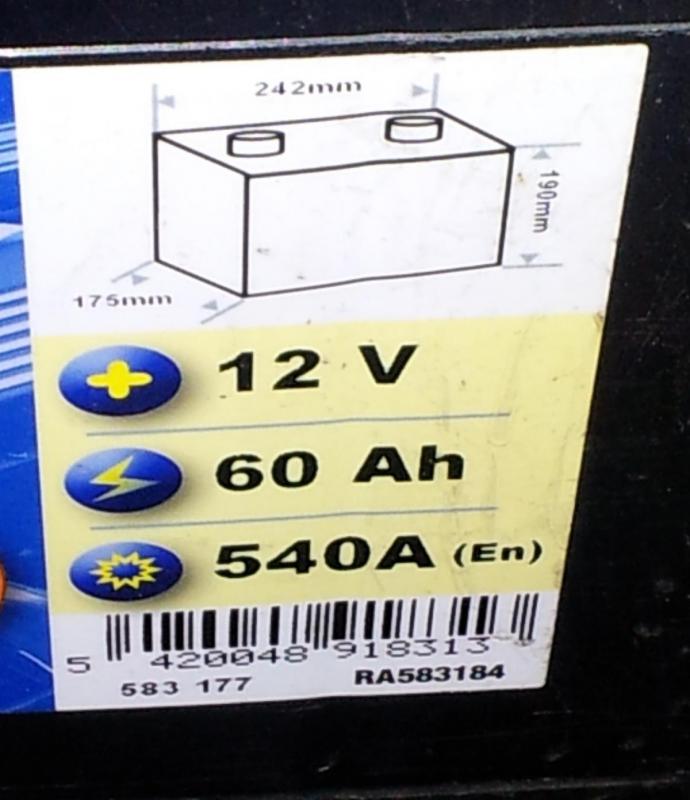 242mm
190mm
175mm
12 V
60 Ah
540A (En)
5 420048 918313
583 177 RA583184